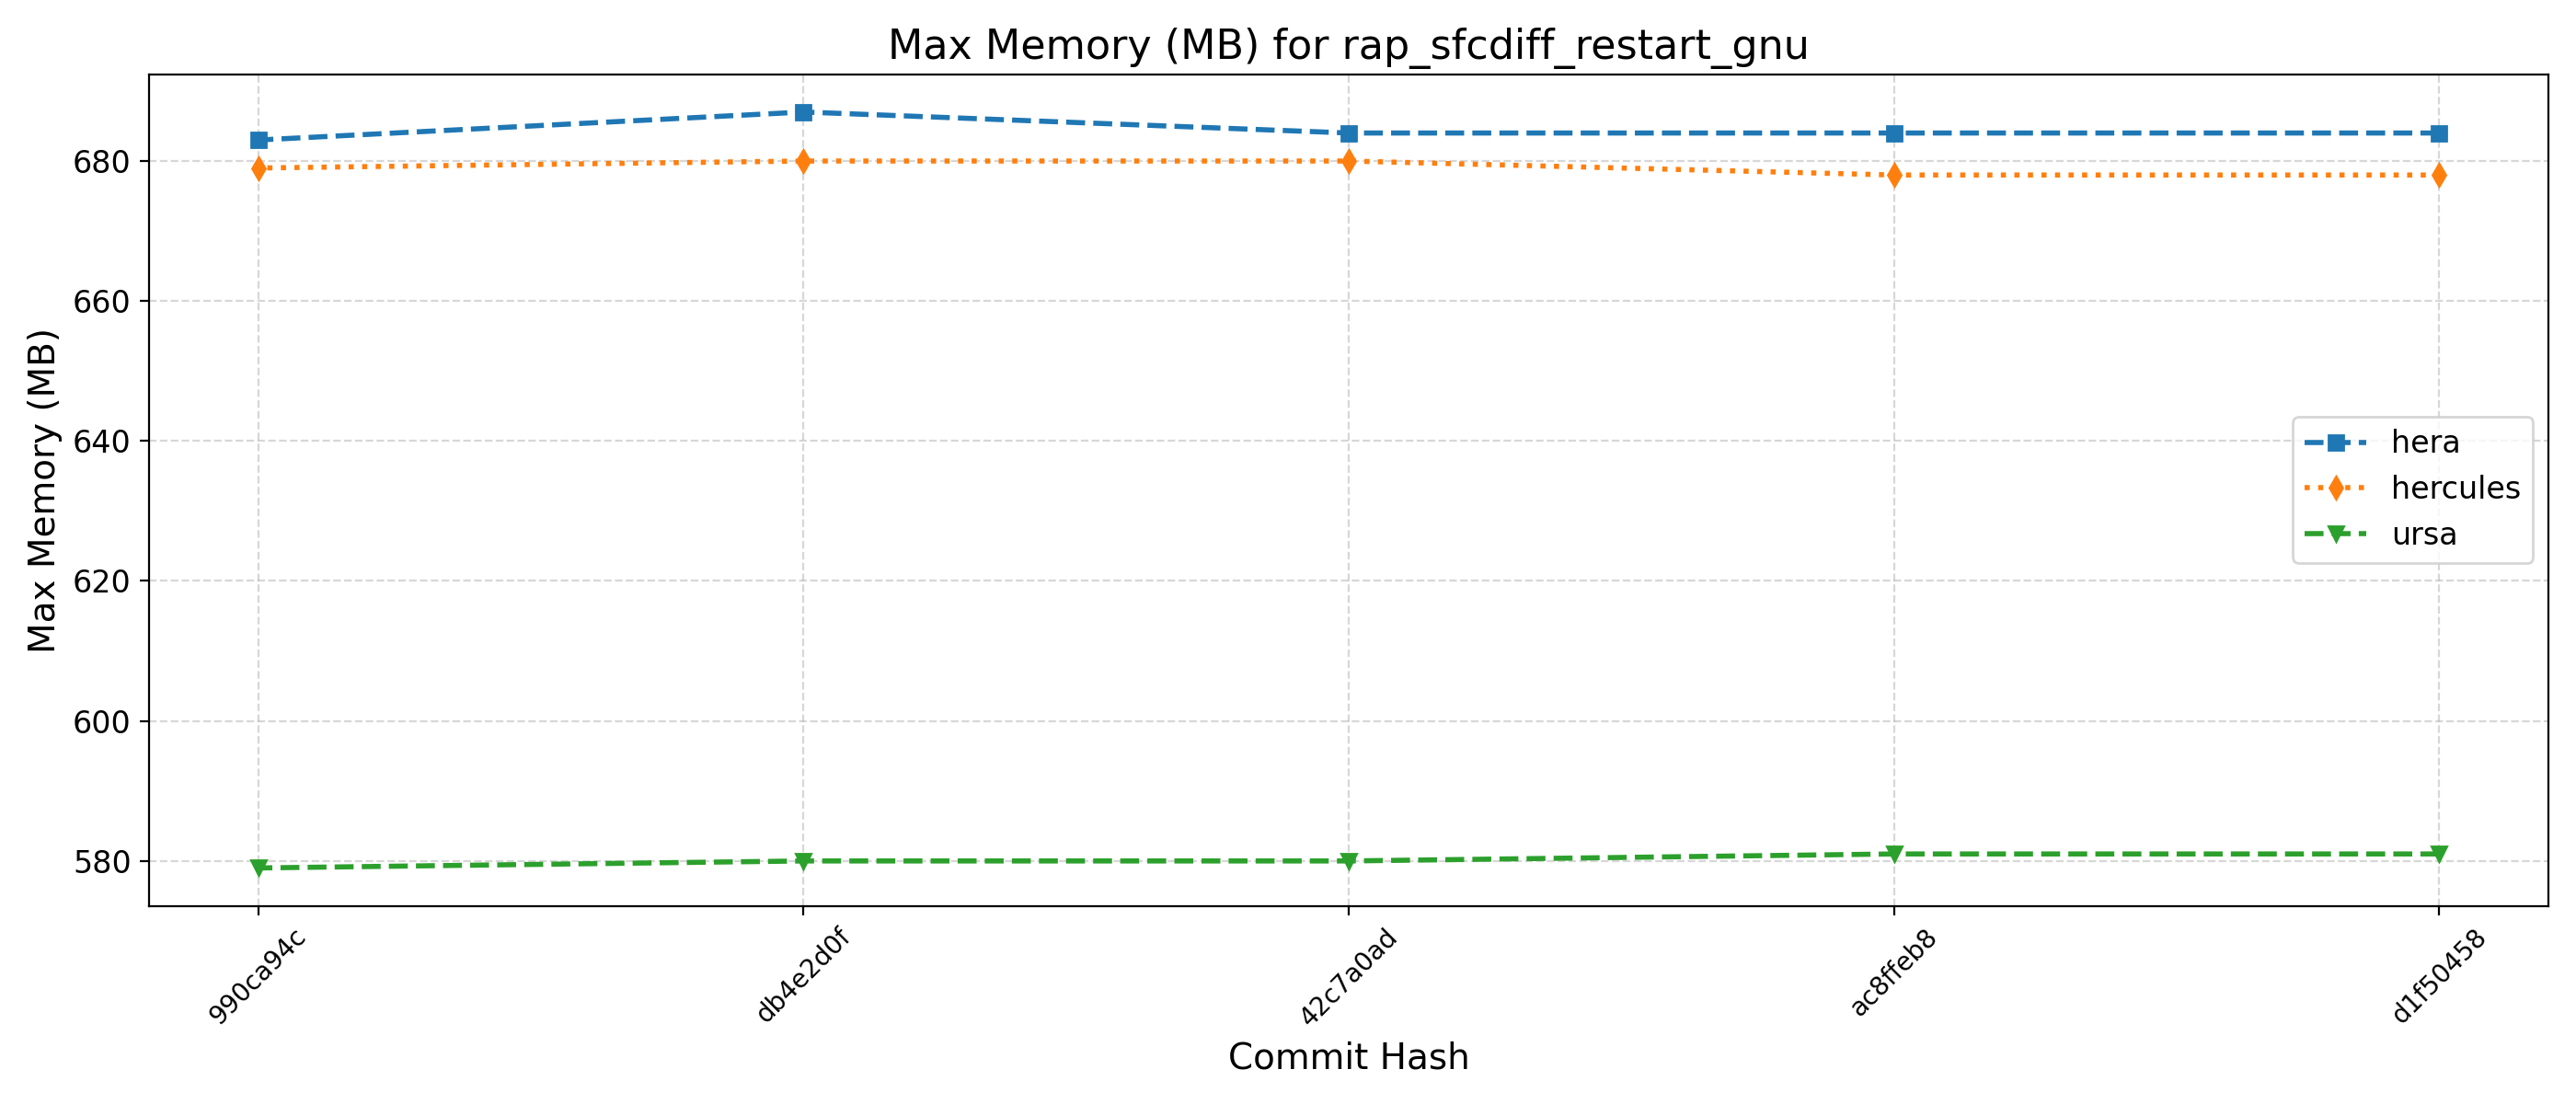 Max Memory (MB) for rap_sfcdiff_restart_gnu
Max Memory (MB)
680
660
640
620
600
580
hera
hercules
ursa
990ca94c
db4e2d0f
42c7a0ad
ac8ffeb8
d1f50458
Commit Hash